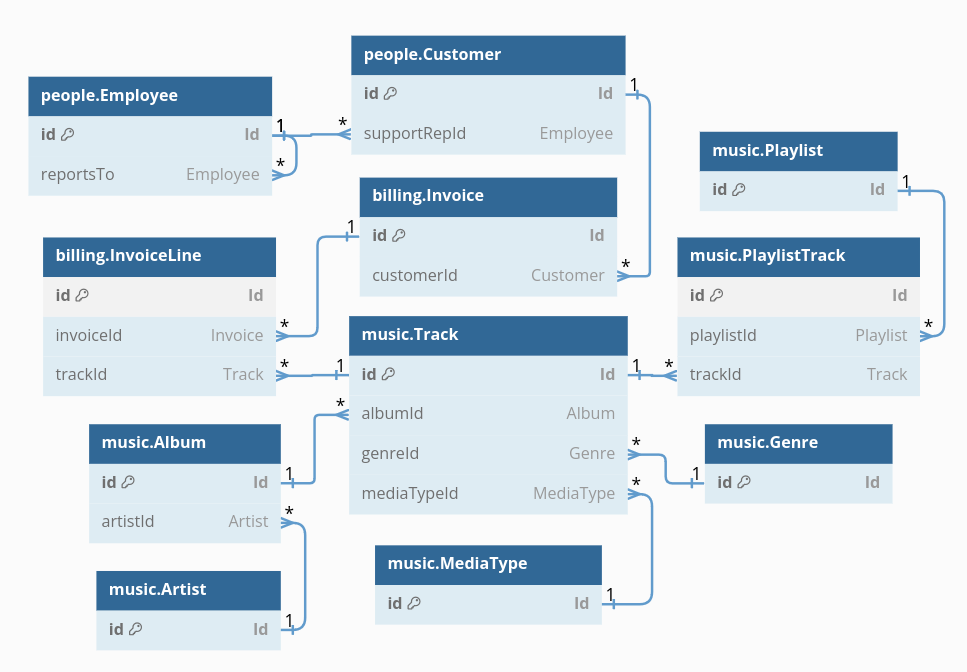 people.Employee
id Id
reportsTo Employee
1
*
*
people.Customer
id Id
supportRepId Employee
1
billing.Invoice
id Id
customerId Customer
1
*
music.Playlist
id Id
1
billing.InvoiceLine
id Id
invoiceId Invoice
trackId Track
*
*
music.Track
id Id
albumId Album
genreId Genre
mediaTypeId MediaType
1
1
*
*
*
music.PlaylistTrack
id Id
playlistId Playlist
trackId Track
*
*
music.Album
id Id
artistId Artist
1
*
music.Genre
id Id
1
music.Artist
id Id
1
music.MediaType
id Id
1